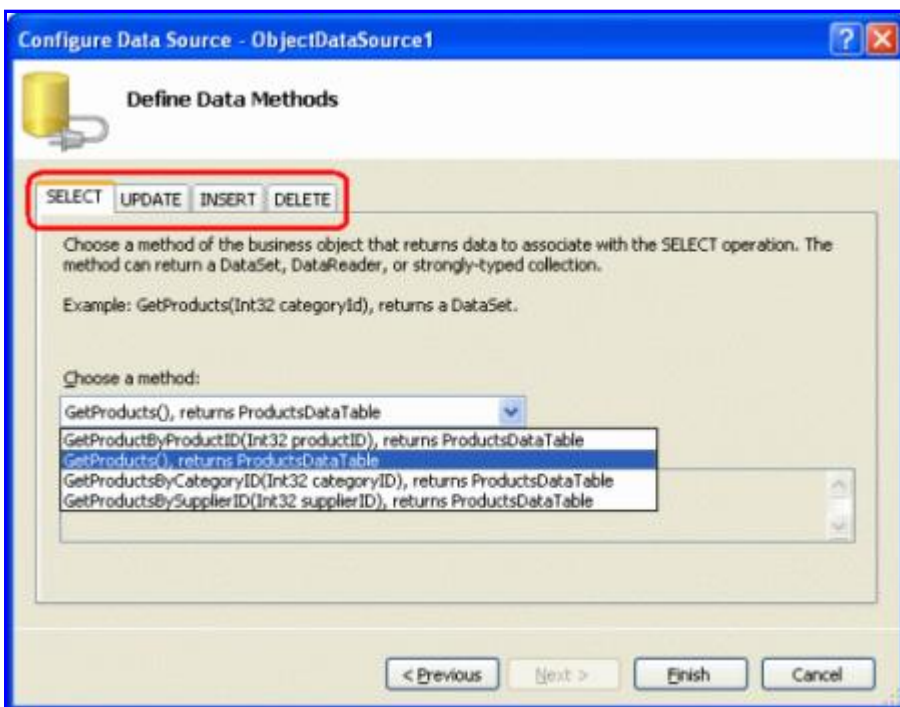 Configure Data Source - ObjectDataSource1
Define Data Methods
SELECT UPDATE INSERT DELETE
Choose a method of the business object that returns data to associate with the SELECT operation. The
method can return a DataSet, DataReader, or strongly-typed collection.
Example: GetProducts(Int32 categoryId), returns a DataSet.
Choose a method:
GetProducts(), returns ProductsDataTable
GetProductByProductID(Int32 productID), returns ProductsDataTable
GetProducts(), returns ProductsDataTable
GetProductsByCategoryID(Int32 categoryID), returns ProductsDataTable
GetProductsBySupplierID(Int32 supplierID), returns ProductsDataTable
< Previous Next > Finish Cancel